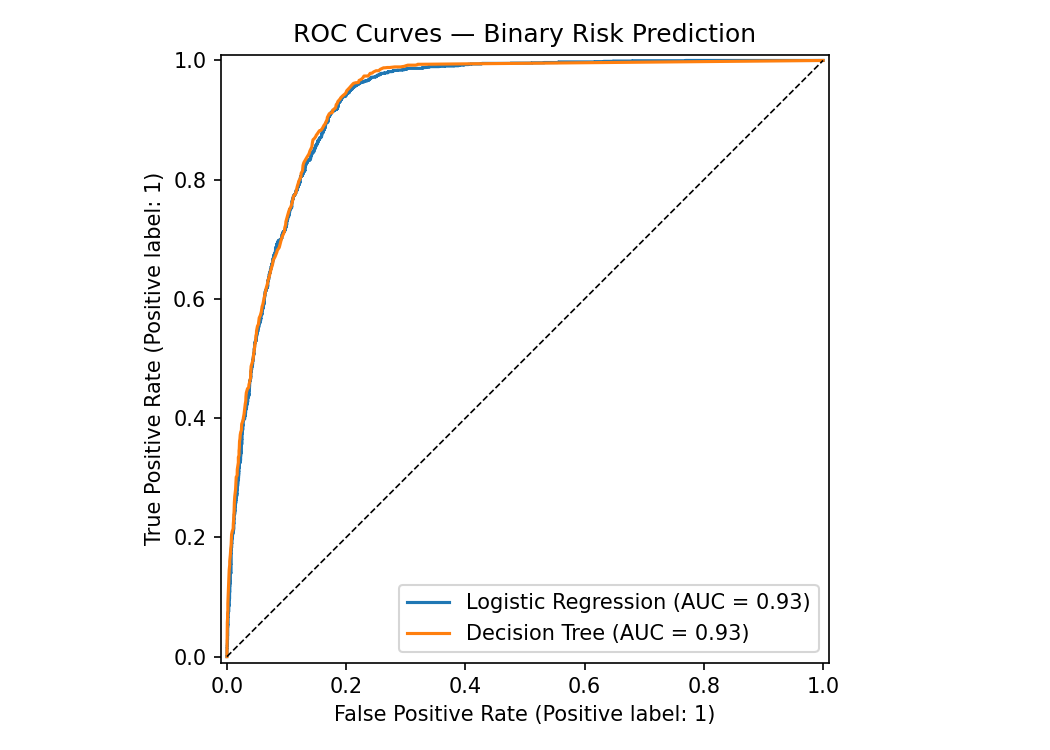 ROC Curves — Binary Risk Prediction
True Positive Rate (Positive label: 1)
1.0
0.8
0.6
0.4
0.2
0.0
Logistic Regression (AUC = 0.93)
Decision Tree (AUC = 0.93)
0.0 0.2 0.4 0.6 0.8 1.0
False Positive Rate (Positive label: 1)